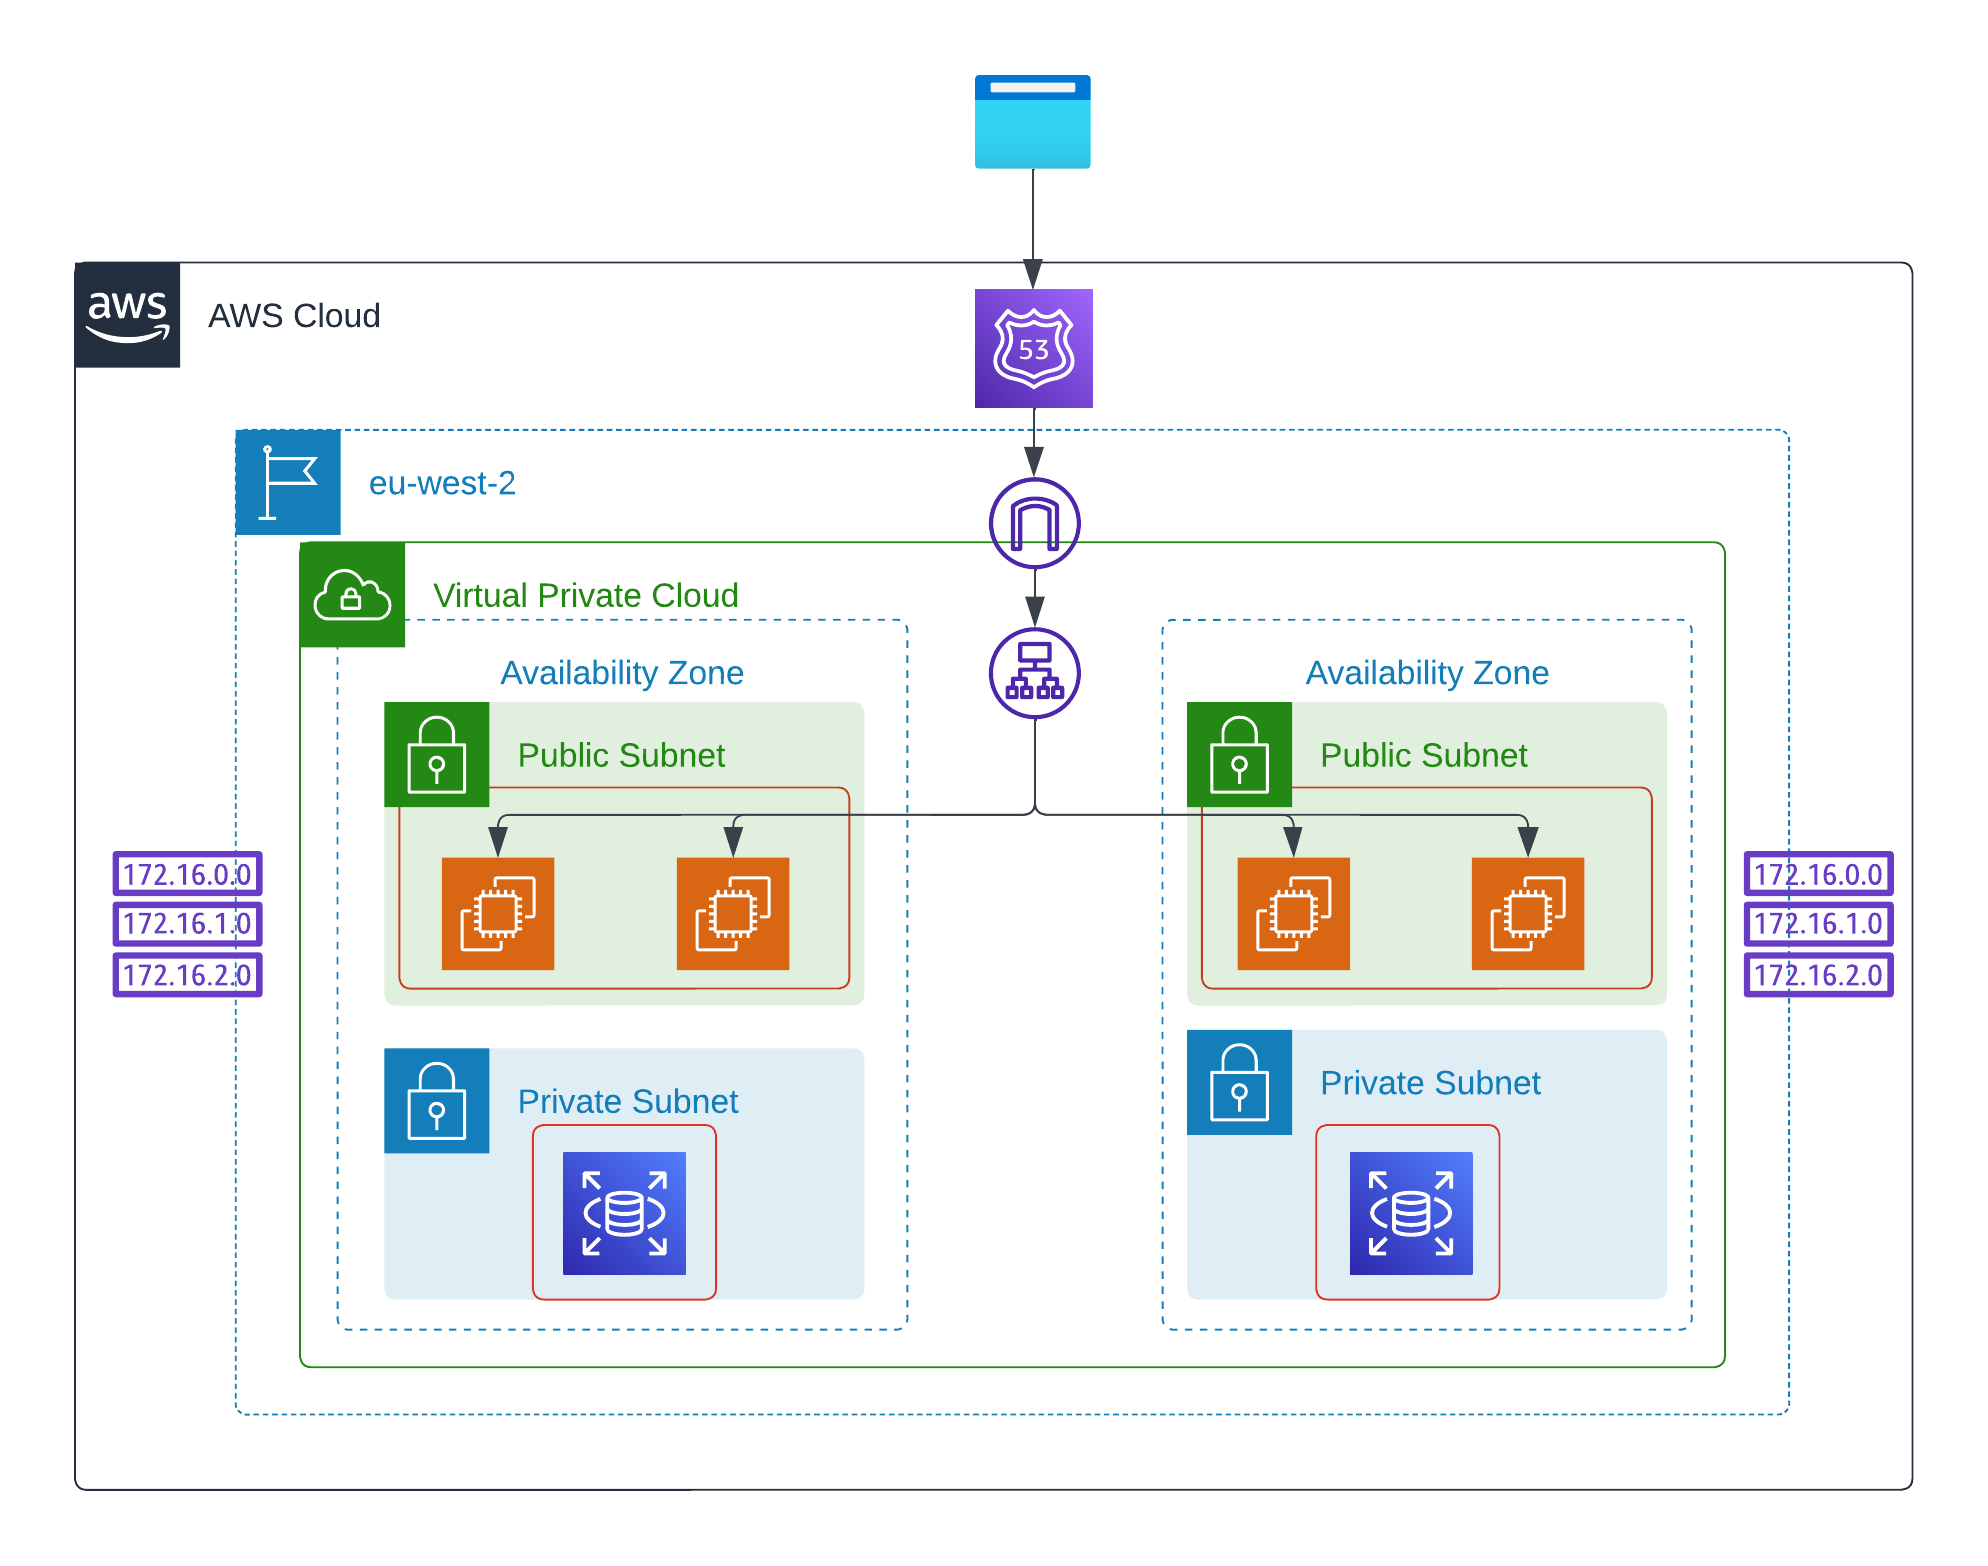 aws
AWS Cloud
53
eu-west-2
Virtual Private Cloud
Availability Zone
Availability Zone
Public Subnet
Public Subnet
172.16.0.0
172.16.1.0
172.16.2.0
172.16.0.0
172.16.1.0
172.16.2.0
Private Subnet
Private Subnet